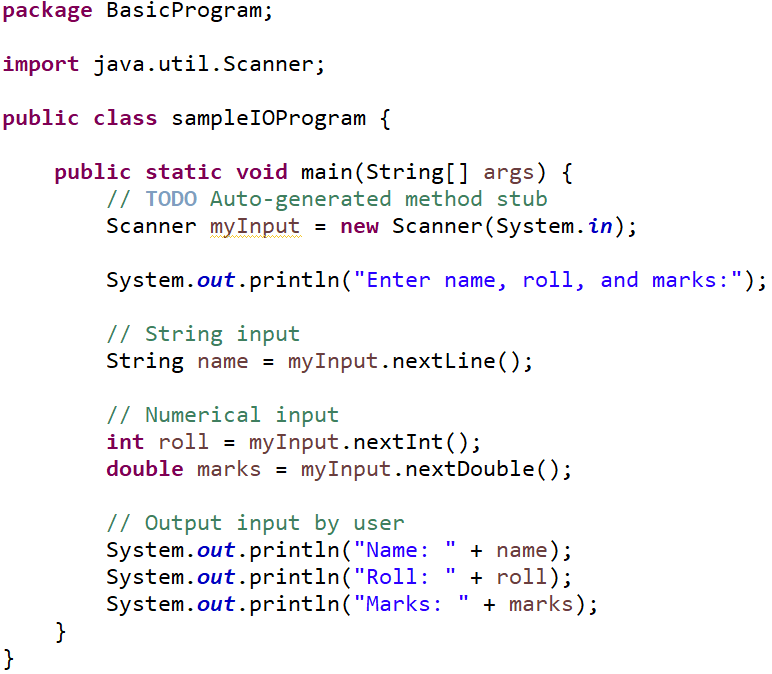 package BasicProgram;
import java.util.Scanner;
public class sampleIOProgram {
public static void main(String[] args) {
// TODO Auto-generated method stub
Scanner myInput = new Scanner(System.in);
System.out.println("Enter name, roll, and marks:");
// String input
String name = myInput.nextLine();
// Numerical input
int roll = myInput.nextInt();
double marks = myInput.nextDouble();
// Output input by user
System.out.println("Name: " + name);
System.out.println("Roll: " + roll);
System.out.println("Marks: " + marks);
}
}